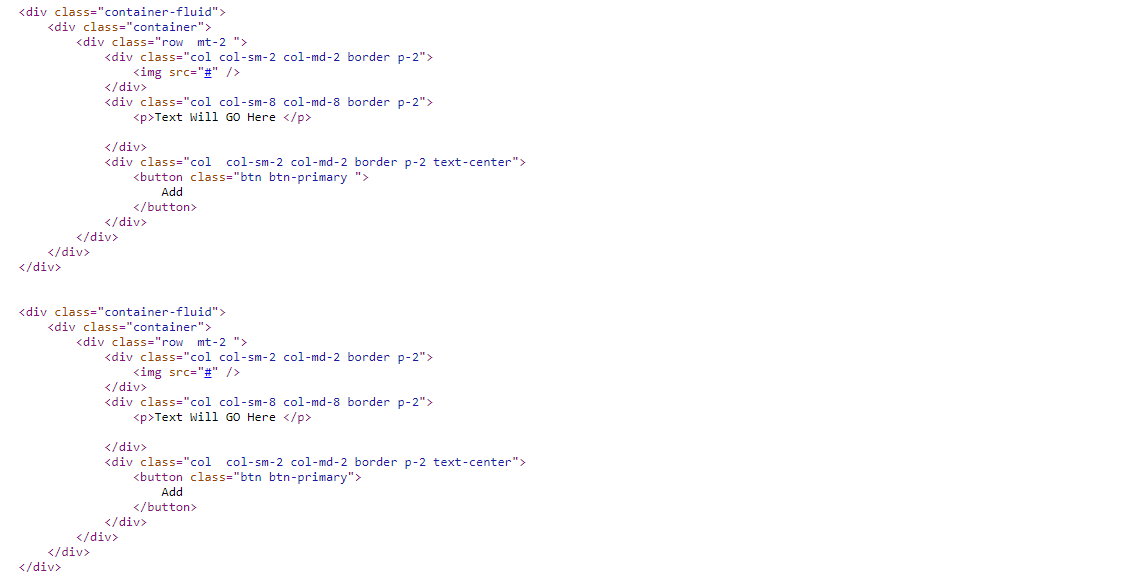 <div class="container-fluid">
    <div class="container">
        <div class="row  mt-2 ">
            <div class="col col-sm-2 col-md-2 border p-2">
                <img src="#" />
            </div>
            <div class="col col-sm-8 col-md-8 border p-2">
                <p>Text Will GO Here </p>

            </div>
            <div class="col  col-sm-2 col-md-2 border p-2 text-center">
                <button class="btn btn-primary ">
                    Add
                </button>
            </div>
        </div>
    </div>
</div>


<div class="container-fluid">
    <div class="container">
        <div class="row  mt-2 ">
            <div class="col col-sm-2 col-md-2 border p-2">
                <img src="#" />
            </div>
            <div class="col col-sm-8 col-md-8 border p-2">
                <p>Text Will GO Here </p>

            </div>
            <div class="col  col-sm-2 col-md-2 border p-2 text-center">
                <button class="btn btn-primary">
                    Add
                </button>
            </div>
        </div>
    </div>
</div>